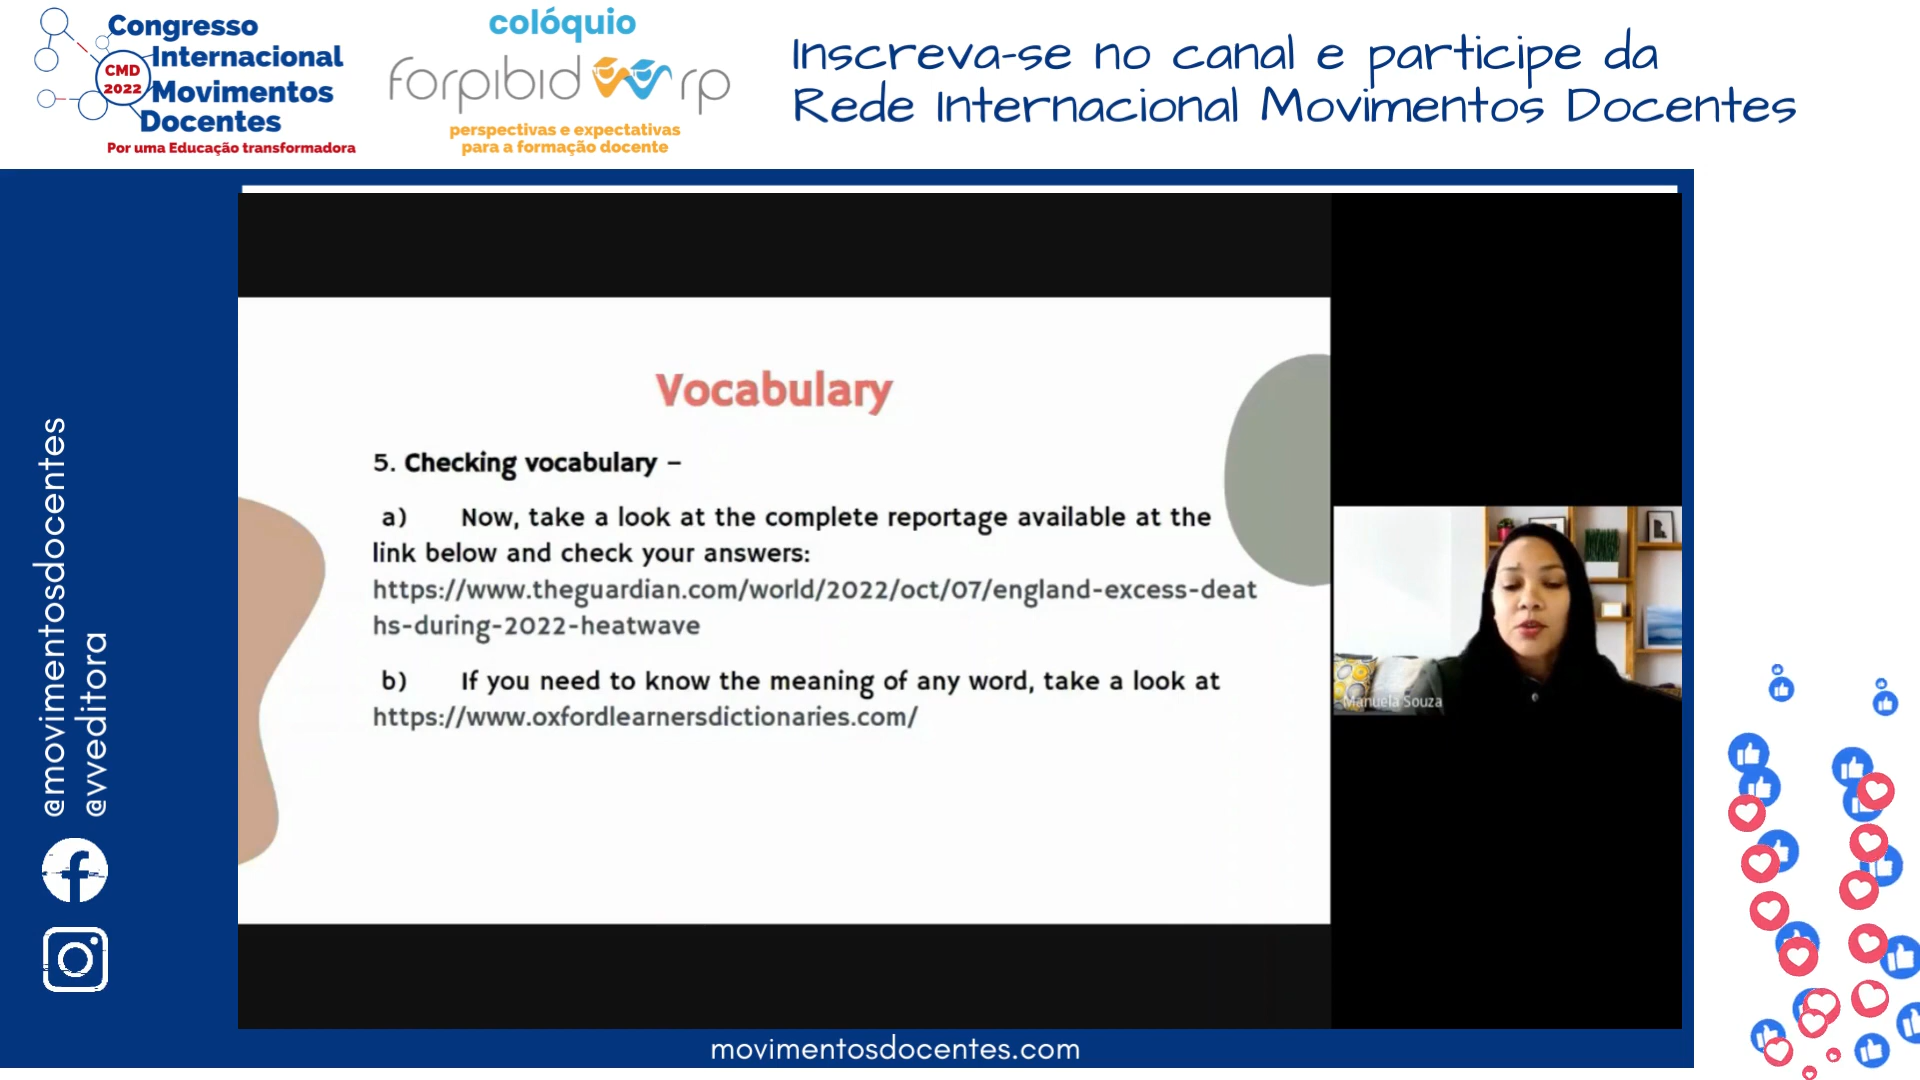 Congresso
Internacional
CMD
2022
Movimentos
Docentes
Por uma Educação transformadora
colóquio
forpibid rp
perspectivas e expectativas
para a formação docente
Inscreva-se no canal e participe da
Rede Internacional Movimentos Docentes
@movimentosdocentes
@vveditora
Vocabulary
5. Checking vocabulary –
a) Now, take a look at the complete reportage available at the
link below and check your answers:
https://www.theguardian.com/world/2022/oct/07/england-excess-deat
hs-during-2022-heatwave
b) If you need to know the meaning of any word, take a look at
https://www.oxfordlearnersdictionaries.com/
Manuela Souza
movimentosdocentes.com